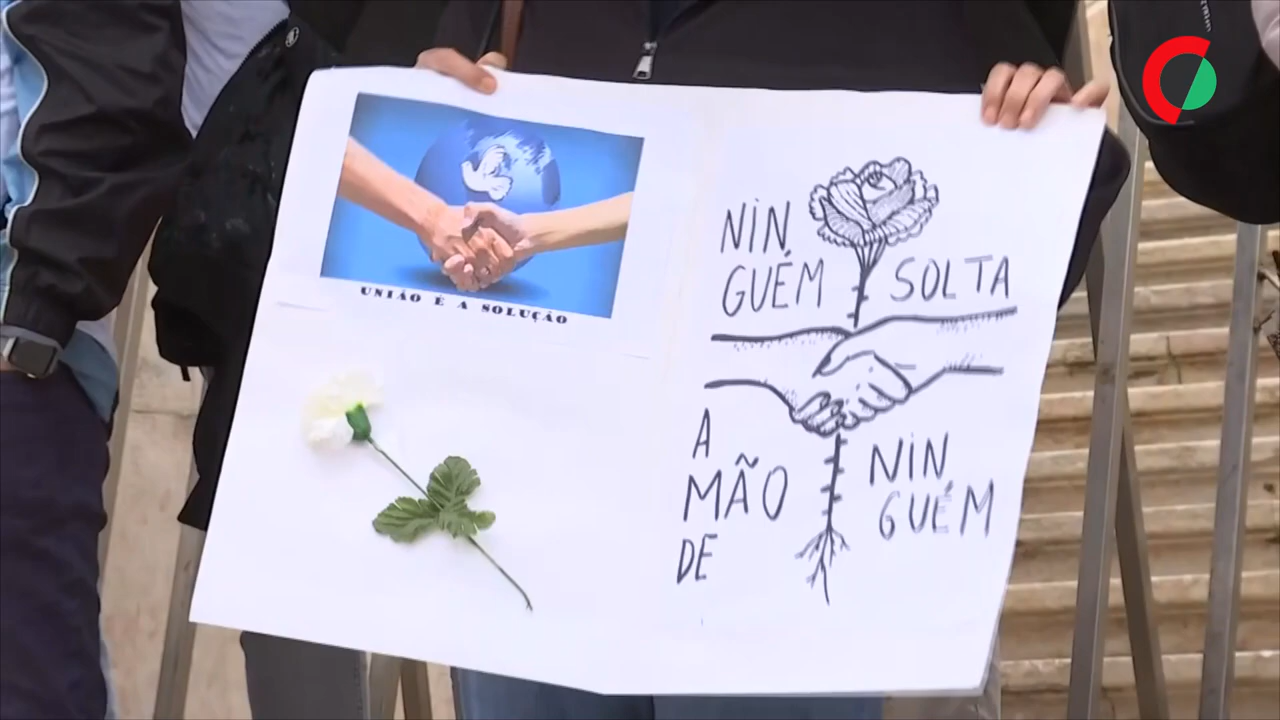 UNIÃO É A SOLUÇÃO
NIN
GUÉM
SOLTA
A
MÃO
DE
NIN
GUÉM